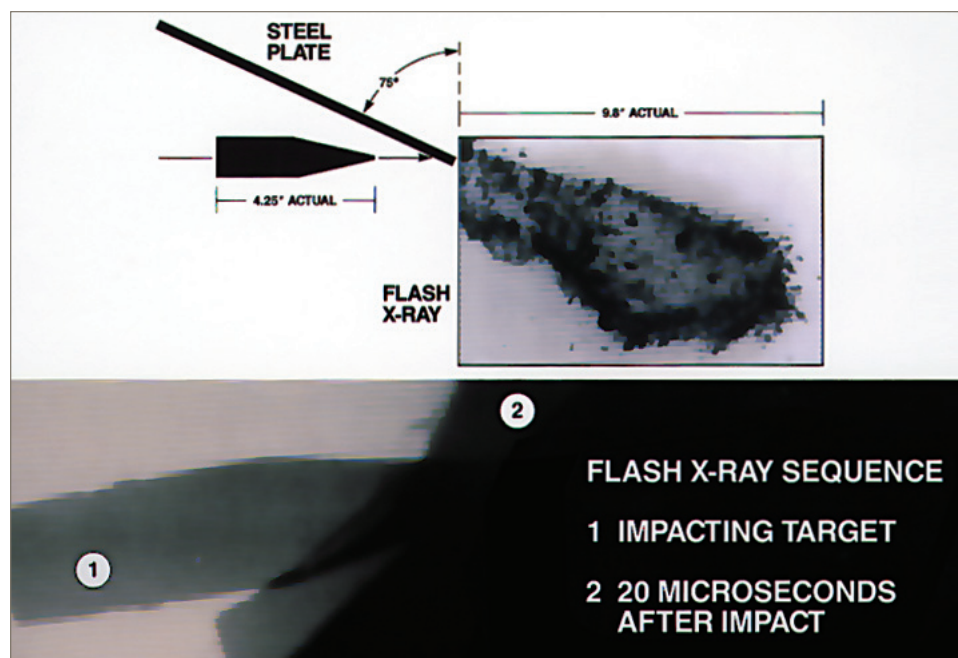 STEEL
PLATE
75°
9.8" ACTUAL
4.25" ACTUAL
FLASH
X-RAY
2
FLASH X-RAY SEQUENCE
1 IMPACTING TARGET
1
2 20 MICROSECONDS
AFTER IMPACT